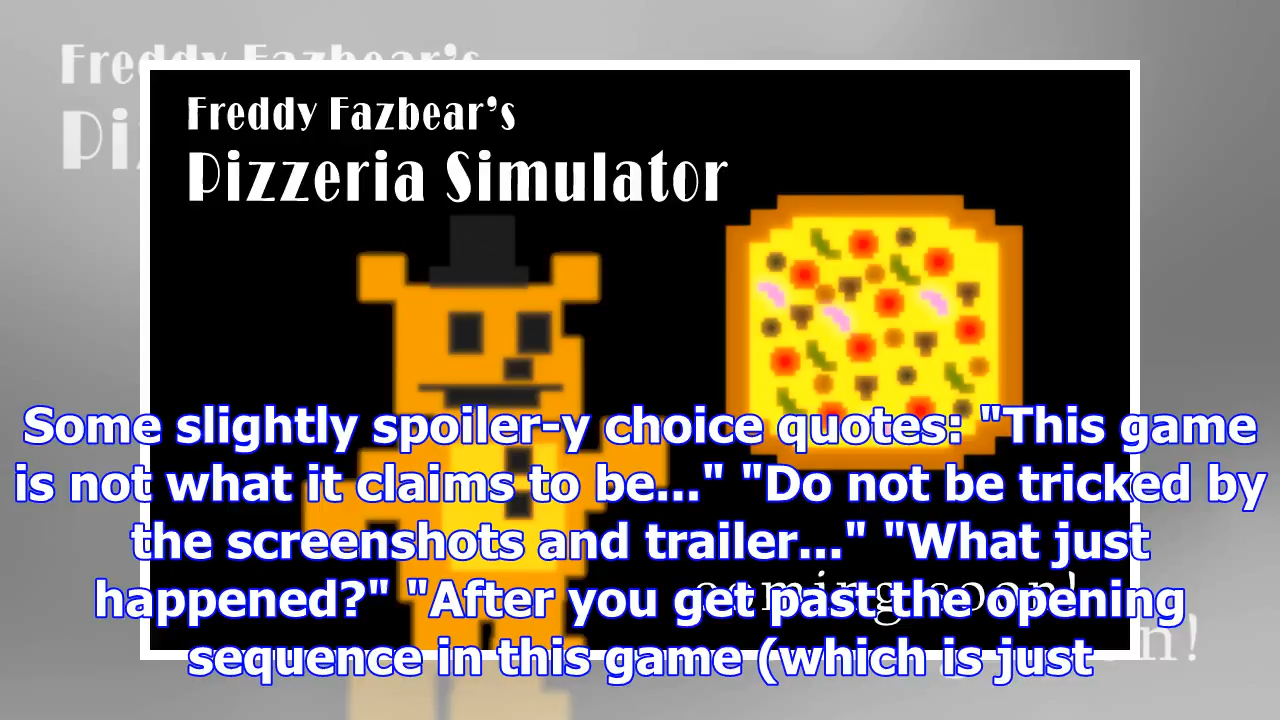 Freddy Fazbear's
Pizzeria Simulator
Some slightly spoiler-y choice quotes: "This game
is not what it claims to be..." "Do not be tricked by
the screenshots and trailer..." "What just
happened?" "After you get past the opening
sequence in this game (which is just
coming soon!